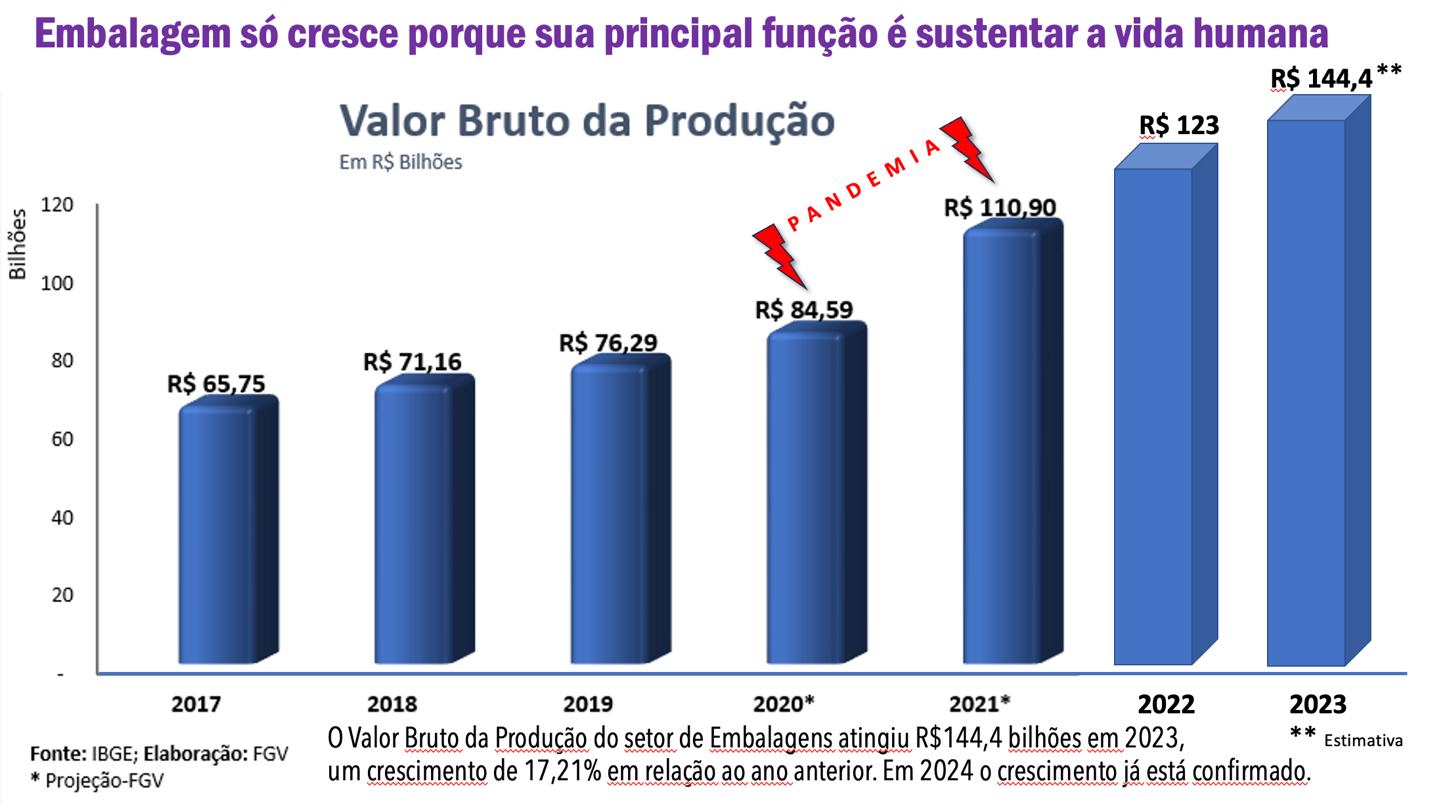 Embalagem só cresce porque sua principal função é sustentar a vida humana
Valor Bruto da Produção
Em R$ Bilhões
Bilhões
120
100
80
60
40
20
-
R$ 65,75
R$ 71,16
R$ 76,29
R$ 84,59
PANDEMIA
R$ 110,90
R$ 123
R$ 144,4**
2017
2018
2019
2020*
2021*
2022
2023
Fonte: IBGE; Elaboração: FGV
* Projeção-FGV
O Valor Bruto da Produção do setor de Embalagens atingiu R$144,4 bilhões em 2023,
um crescimento de 17,21% em relação ao ano anterior. Em 2024 o crescimento já está confirmado.
** Estimativa